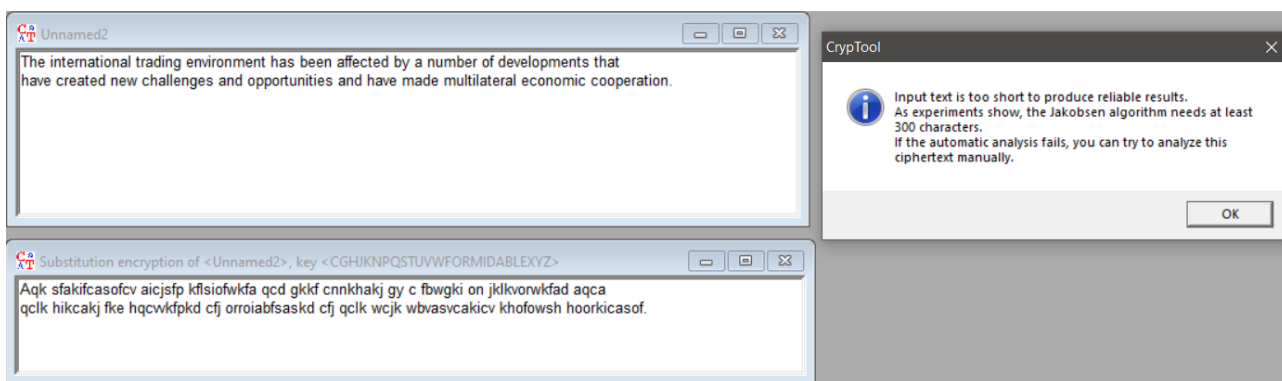 Unnamed2
The international trading environment has been affected by a number of developments that
have created new challenges and opportunities and have made multilateral economic cooperation.
CrypTool
Input text is too short to produce reliable results.
As experiments show, the Jakobsen algorithm needs at least
300 characters.
If the automatic analysis fails, you can try to analyze this
ciphertext manually.
OK
Substitution encryption of <Unnamed2>, key <CGHJKNPQSTUVWFORMIDABLEXYZ>
Aqk sfakifcasofcv aicjsfp kflsiofwkfa qcd gkkf cnnkhakj gy c fbwgki on jklkvorwkfad aqca
qclk hikcakj fke hqcvvkfpkd cfj orroiabfsaskd cfj qclk wcjk wbvasvcakicv khofowsh hoorkicasof.